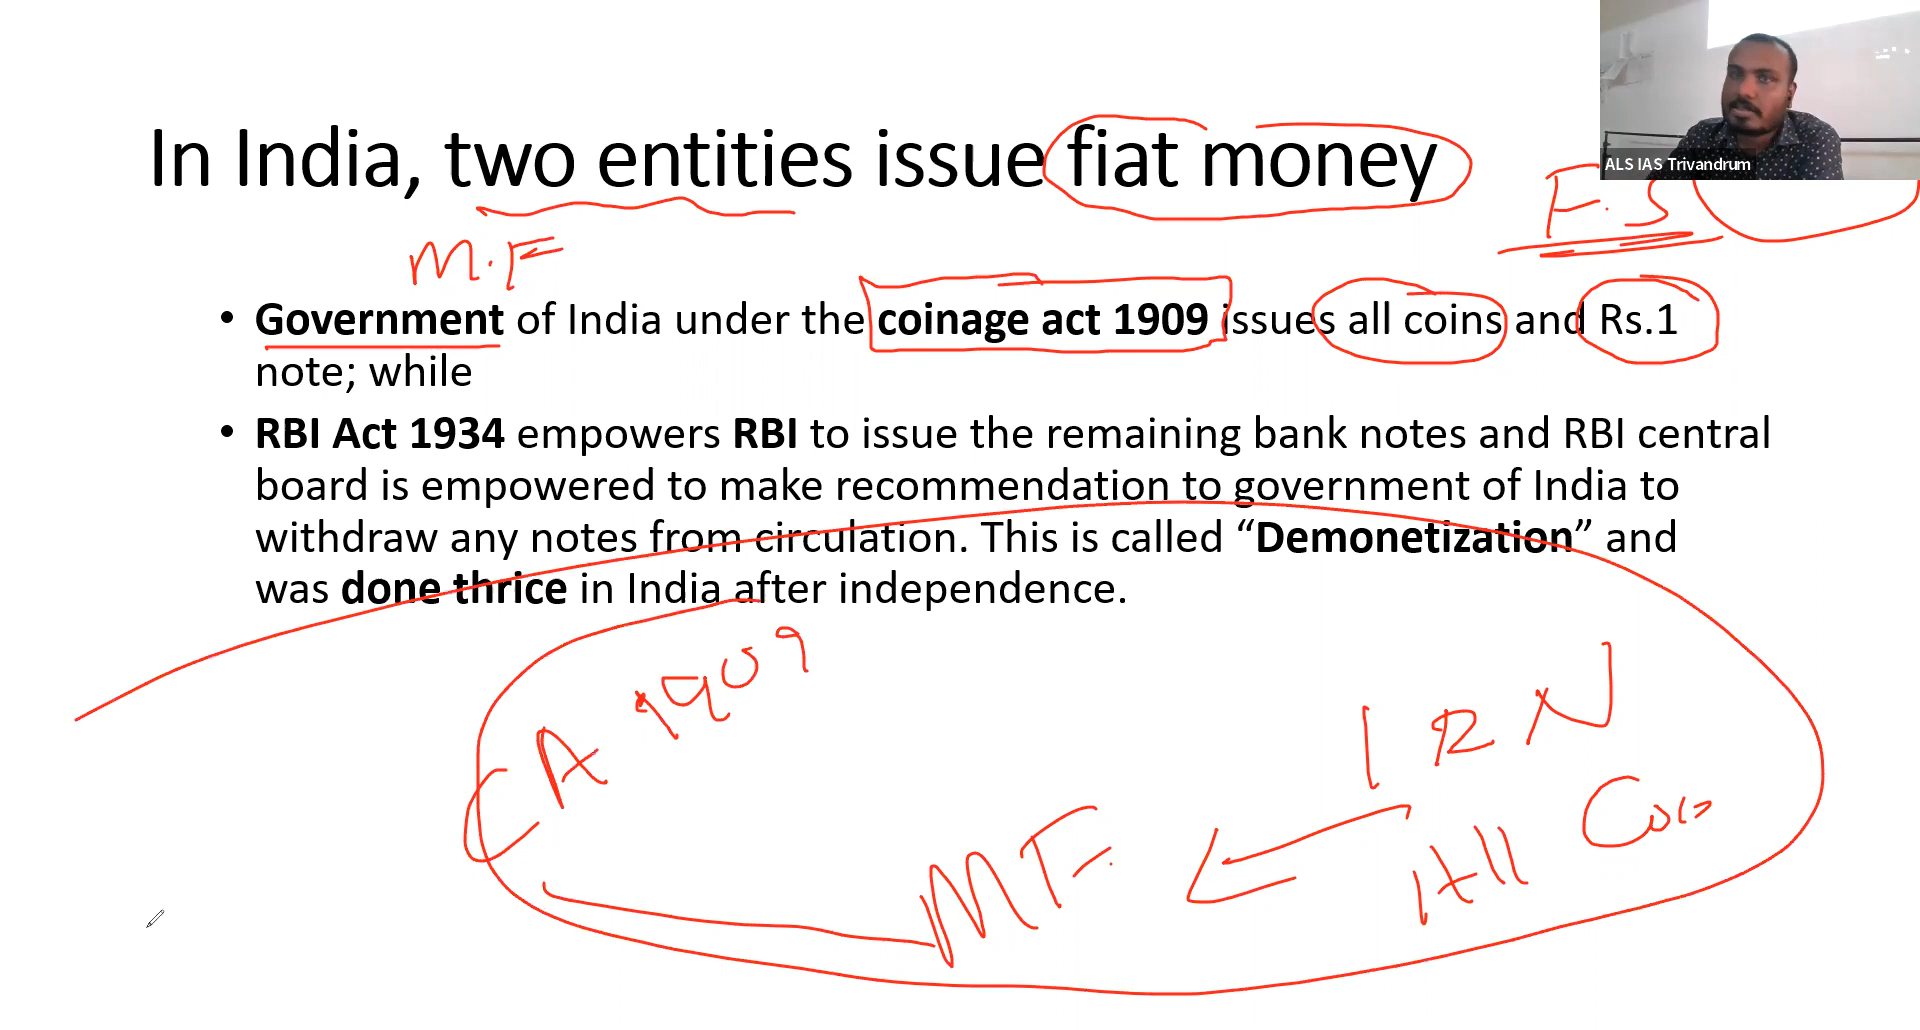 ALS IAS Trivandrum
In India, two entities issue fiat money
F.S
M.F
• Government of India under the coinage act 1909 issues all coins and Rs.1
note; while
• RBI Act 1934 empowers RBI to issue the remaining bank notes and RBI central
board is empowered to make recommendation to government of India to
withdraw any notes from circulation. This is called “Demonetization” and
was done thrice in India after independence.
CA 1909
1 R N
MF
All Coin